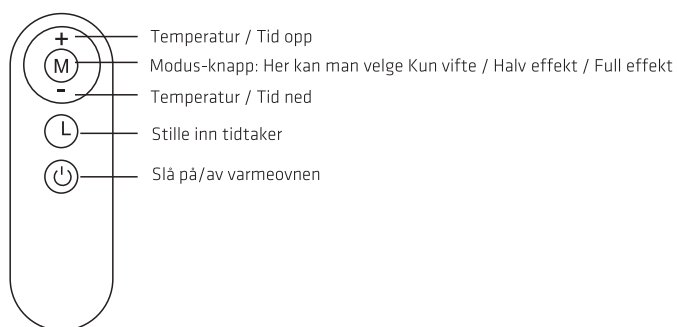 + Temperatur / Tid opp
M Modus-knapp: Her kan man velge Kun vifte / Halv effekt / Full effekt
- Temperatur / Tid ned
Stille inn tidtaker
Slå på/av varmeovnen